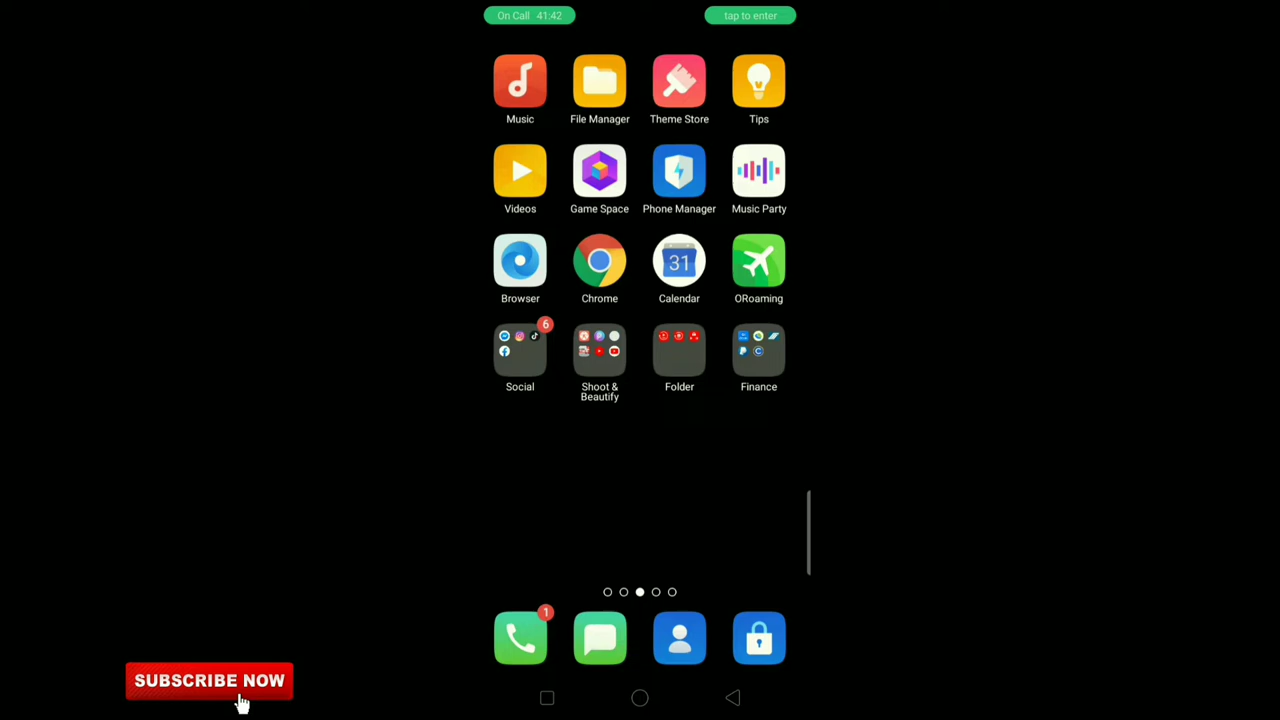 On Call 41:42
tap to enter
Music
File Manager
Theme Store
Tips
Videos
Game Space
Phone Manager
Music Party
31
Browser
Chrome
Calendar
ORoaming
6
Social
Shoot &
Beautify
Folder
Finance
1
SUBSCRIBE NOW